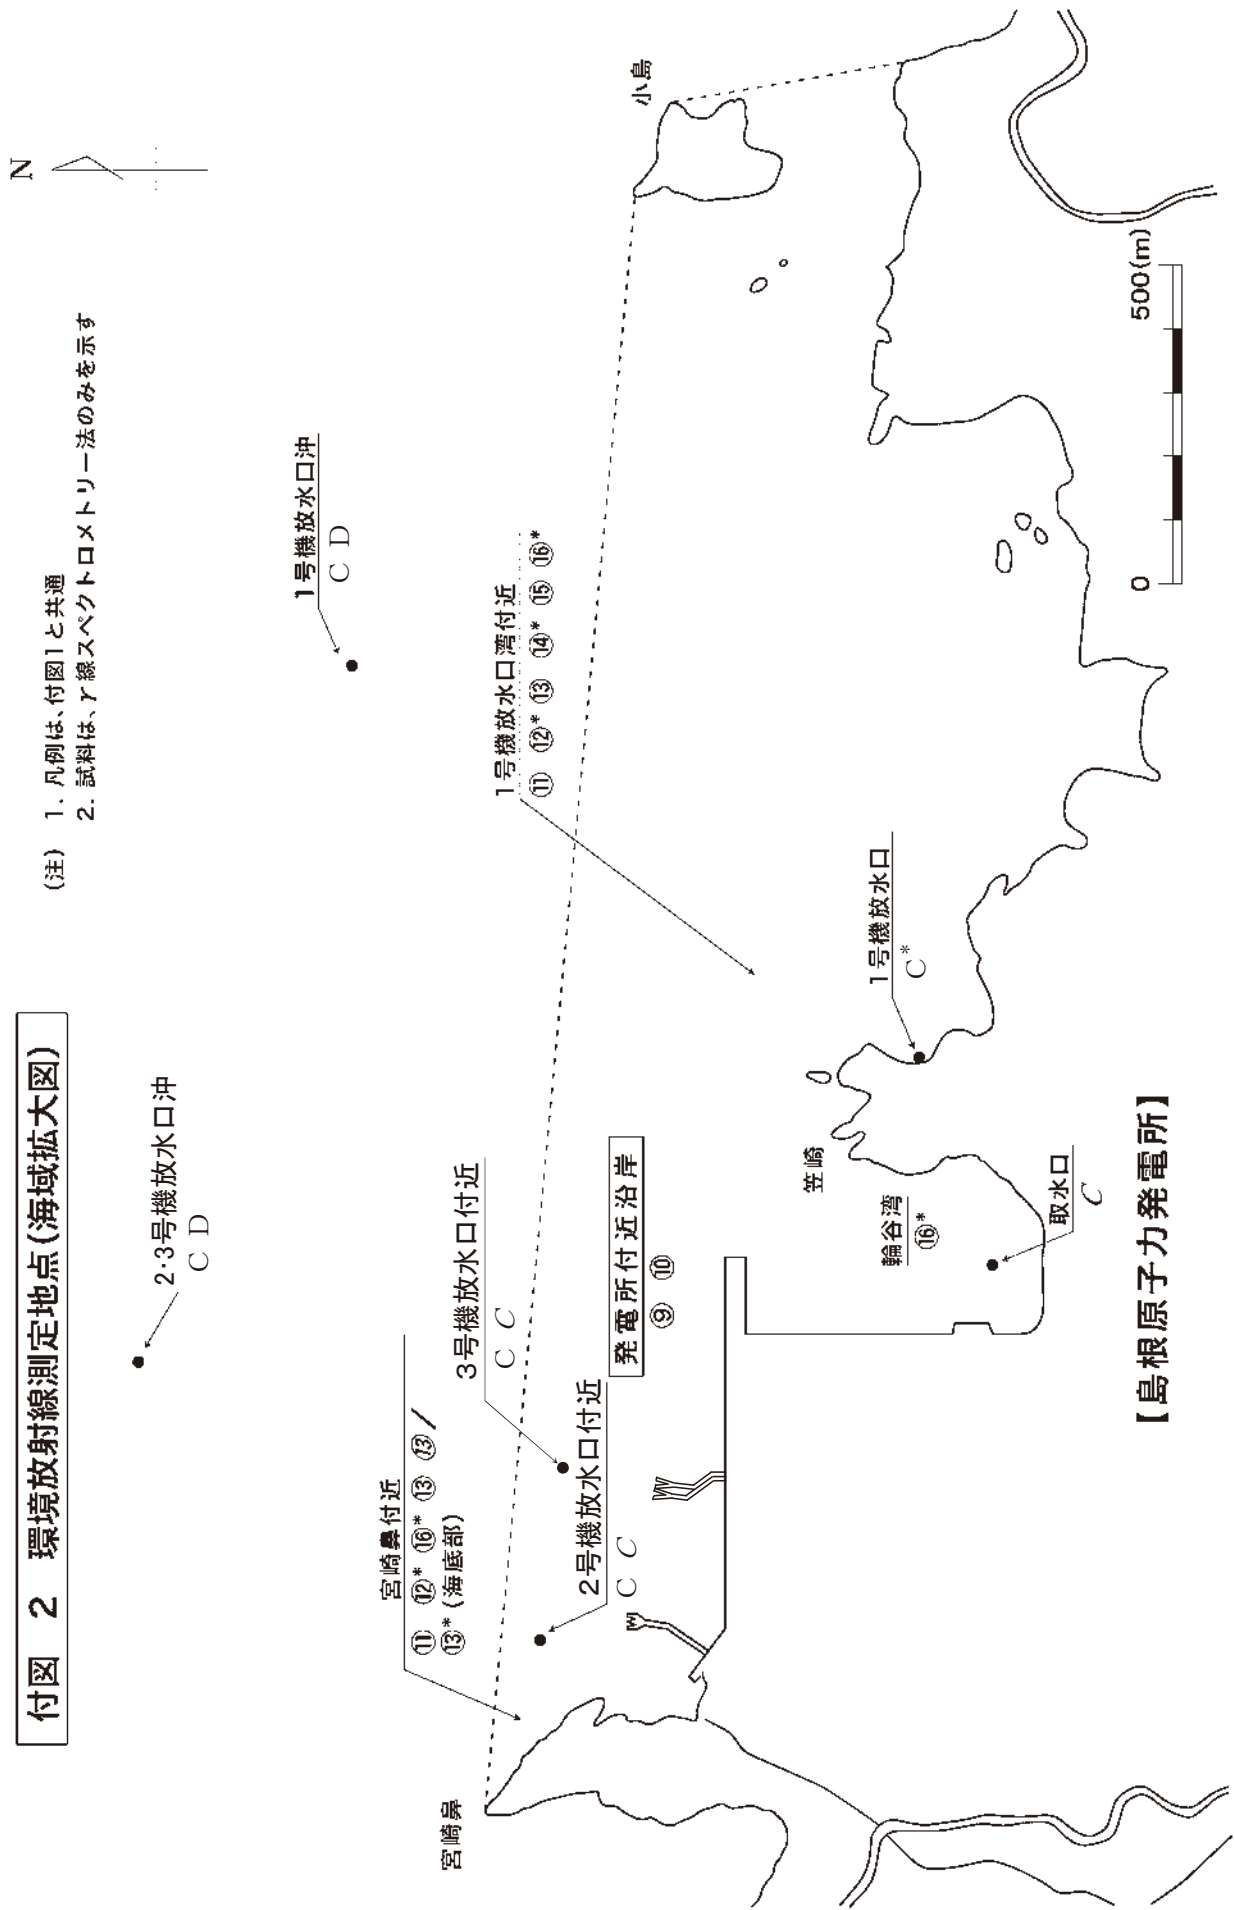 付図　2　環境放射線測定地点(海域拡大図)
(注)　1. 凡例は、付図1と共通
2. 試料は、γ線スペクトロメトリー法のみを示す
N
2・3号機放水口沖
C D
1号機放水口沖
C D
宮崎鼻付近
⑪ ⑫* ⑯* ⑬ ⑬/
⑬*(海底部)
3号機放水口付近
C C
1号機放水口湾付近
⑪ ⑫* ⑬ ⑭* ⑮ ⑯*
小島
宮崎鼻
2号機放水口付近
C C
発電所付近沿岸
⑨ ⑩
笠崎
1号機放水口
C*
輪谷湾
⑯*
取水口
C
【島根原子力発電所】
0 500(m)